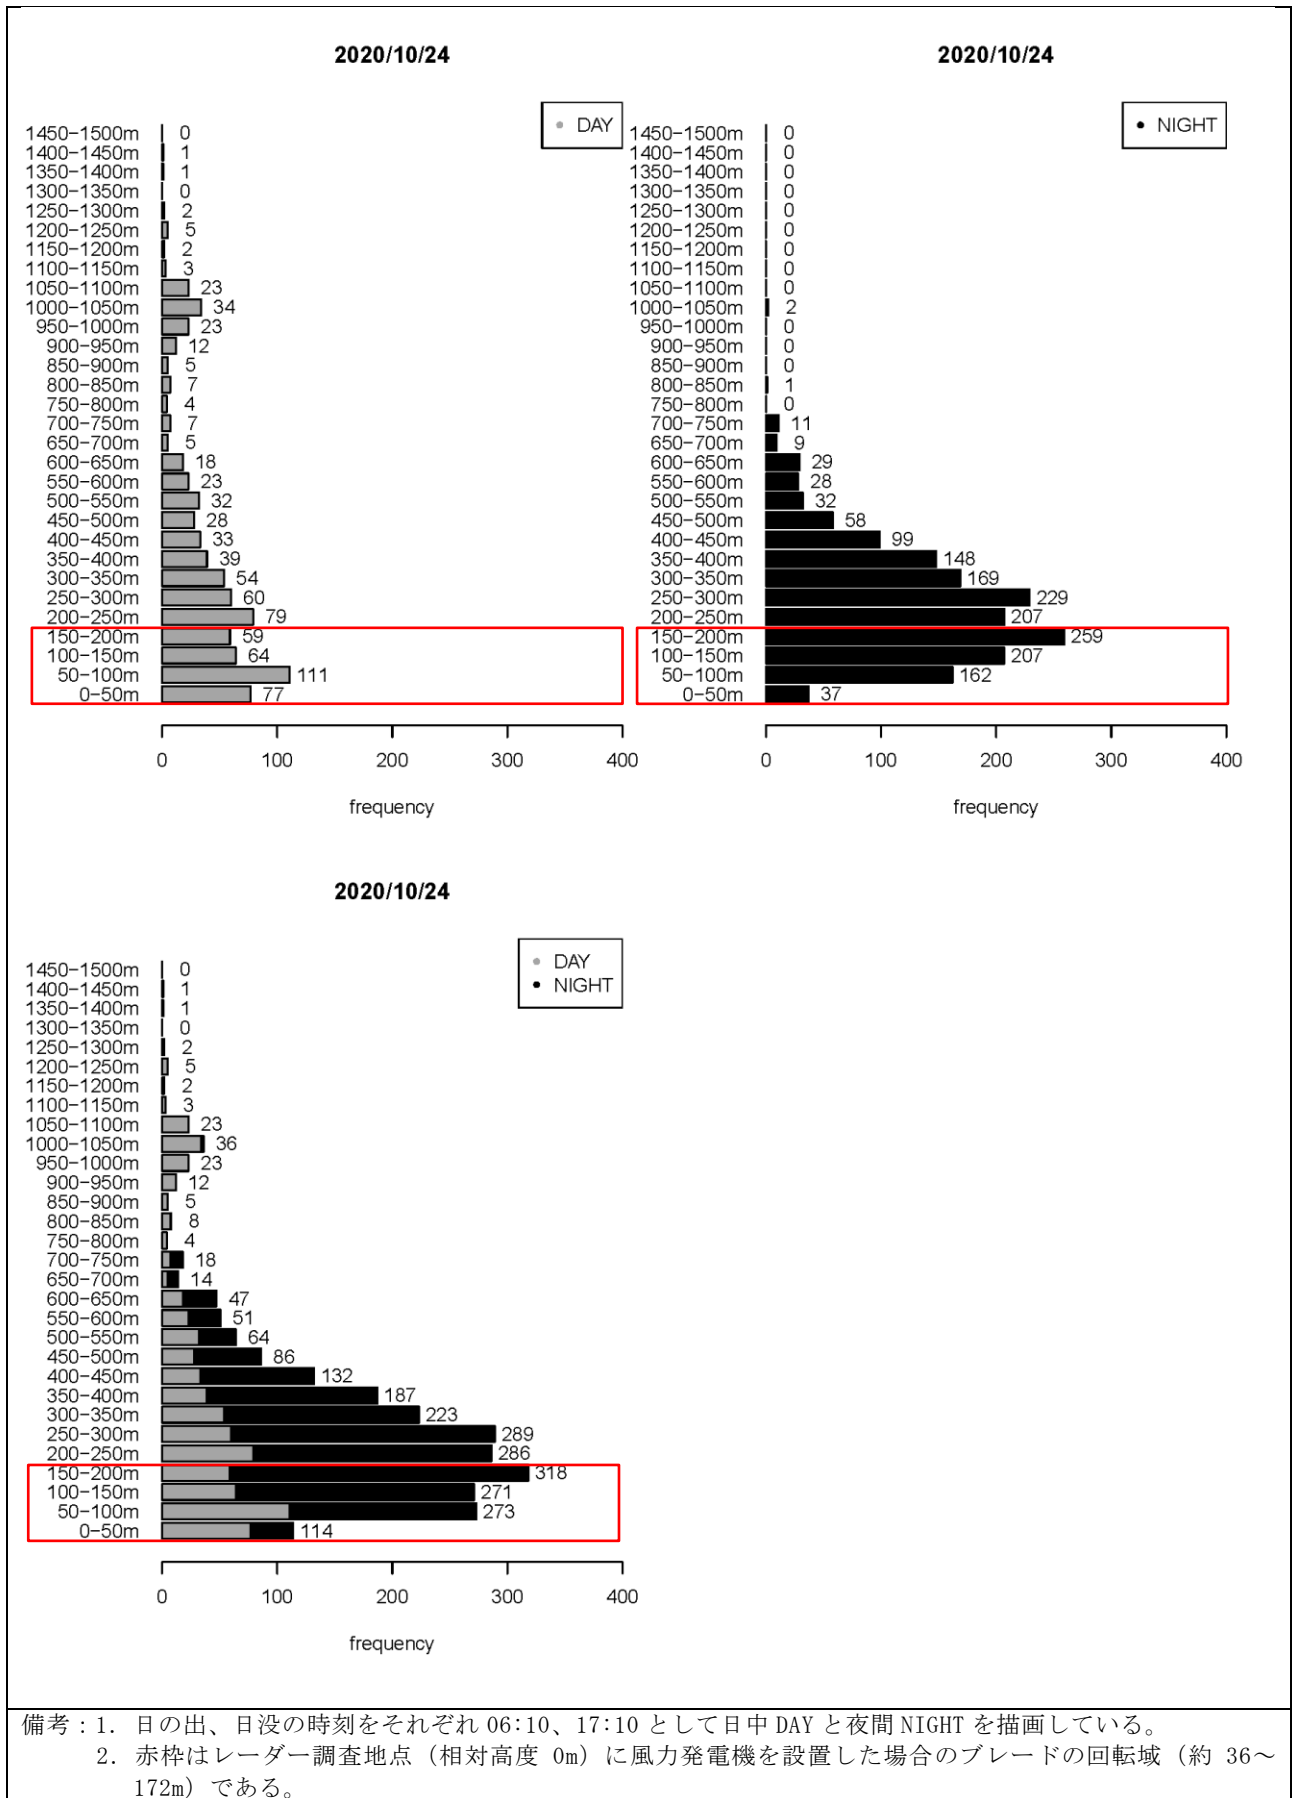 2020/10/24
DAY
1450-1500m 0
1400-1450m 1
1350-1400m 1
1300-1350m 0
1250-1300m 2
1200-1250m 5
1150-1200m 2
1100-1150m 3
1050-1100m 23
1000-1050m 34
950-1000m 23
900-950m 12
850-900m 5
800-850m 7
750-800m 4
700-750m 7
650-700m 5
600-650m 18
550-600m 23
500-550m 32
450-500m 28
400-450m 33
350-400m 39
300-350m 54
250-300m 60
200-250m 79
150-200m 59
100-150m 64
50-100m 111
0-50m 77
0 100 200 300 400
frequency
2020/10/24
NIGHT
1450-1500m 0
1400-1450m 0
1350-1400m 0
1300-1350m 0
1250-1300m 0
1200-1250m 0
1150-1200m 0
1100-1150m 0
1050-1100m 0
1000-1050m 2
950-1000m 0
900-950m 0
850-900m 0
800-850m 1
750-800m 0
700-750m 11
650-700m 9
600-650m 29
550-600m 28
500-550m 32
450-500m 58
400-450m 99
350-400m 148
300-350m 169
250-300m 229
200-250m 207
150-200m 259
100-150m 207
50-100m 162
0-50m 37
0 100 200 300 400
frequency
2020/10/24
DAY
NIGHT
1450-1500m 0
1400-1450m 1
1350-1400m 1
1300-1350m 0
1250-1300m 2
1200-1250m 5
1150-1200m 2
1100-1150m 3
1050-1100m 23
1000-1050m 36
950-1000m 23
900-950m 12
850-900m 5
800-850m 8
750-800m 4
700-750m 18
650-700m 14
600-650m 47
550-600m 51
500-550m 64
450-500m 86
400-450m 132
350-400m 187
300-350m 223
250-300m 289
200-250m 286
150-200m 318
100-150m 271
50-100m 273
0-50m 114
0 100 200 300 400
frequency
備考：1. 日の出、日没の時刻をそれぞれ 06:10、17:10 として日中 DAY と夜間 NIGHT を描画している。
2. 赤枠はレーダー調査地点（相対高度 0m）に風力発電機を設置した場合のブレードの回転域（約 36～
172m）である。